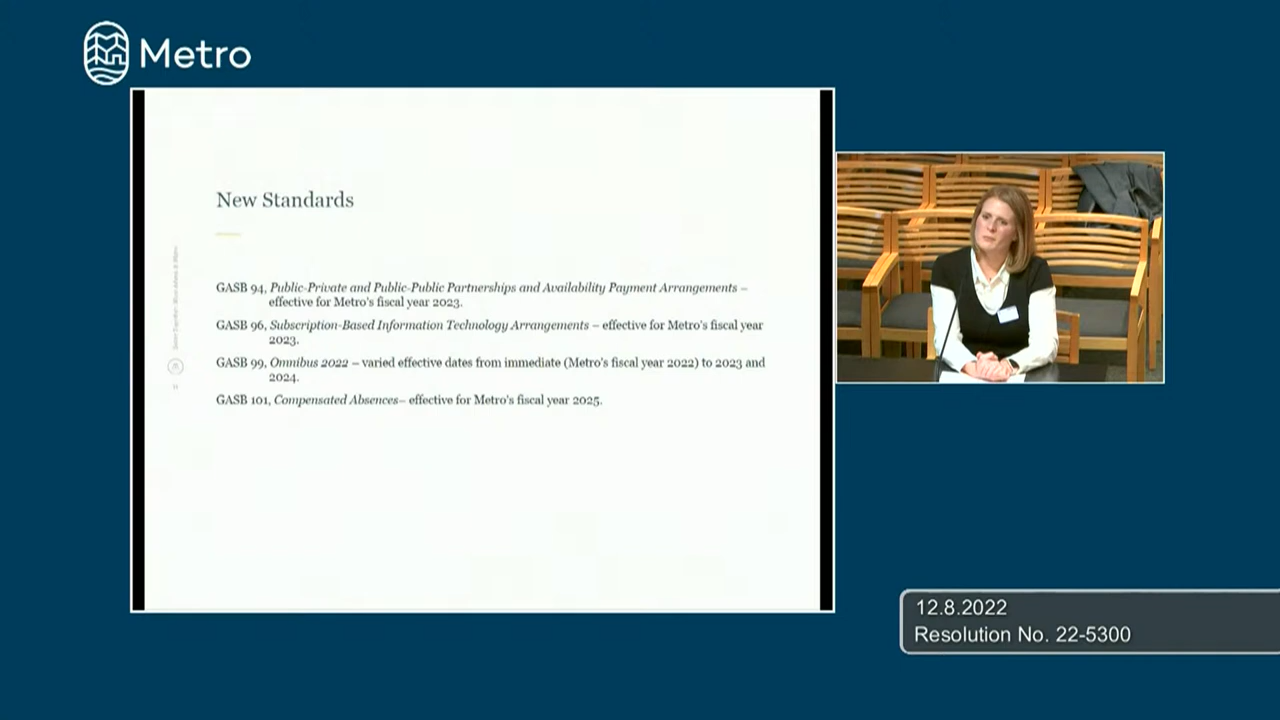 Metro
New Standards
GASB 94, Public-Private and Public-Public Partnerships and Availability Payment Arrangements –
effective for Metro's fiscal year 2023.
GASB 96, Subscription-Based Information Technology Arrangements – effective for Metro's fiscal year
2023.
GASB 99, Omnibus 2022 – varied effective dates from immediate (Metro's fiscal year 2022) to 2023 and
2024.
GASB 101, Compensated Absences– effective for Metro's fiscal year 2025.
12.8.2022
Resolution No. 22-5300